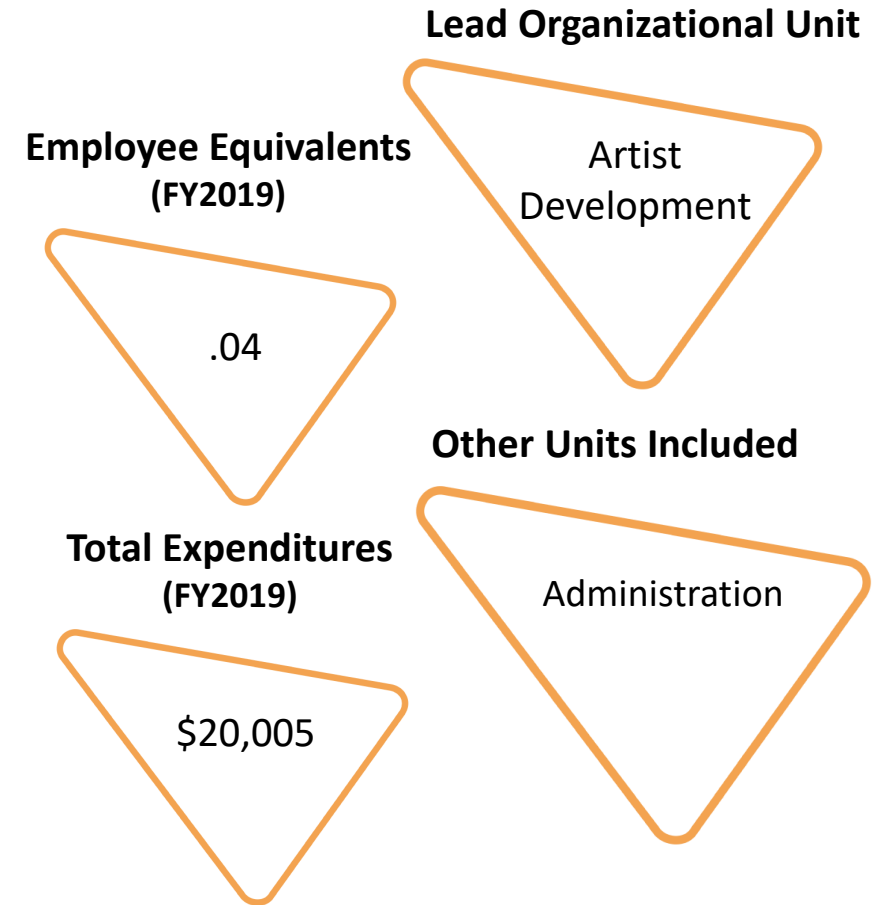 Lead Organizational Unit
Artist
Development
Employee Equivalents
(FY2019)
.04
Other Units Included
Administration
Total Expenditures
(FY2019)
$20,005